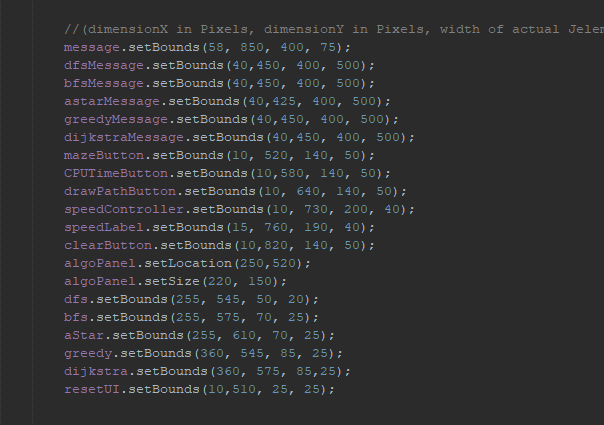 //(dimensionX in Pixels, dimensionY in Pixels, width of actual Jelem
message.setBounds(58, 850, 400, 75);
dfsMessage.setBounds(40,450, 400, 500);
bfsMessage.setBounds(40,450, 400, 500);
astarMessage.setBounds(40,425, 400, 500);
greedyMessage.setBounds(40,450, 400, 500);
dijkstraMessage.setBounds(40,450, 400, 500);
mazeButton.setBounds(10, 520, 140, 50);
CPUTimeButton.setBounds(10,580, 140, 50);
drawPathButton.setBounds(10, 640, 140, 50);
speedController.setBounds(10, 730, 200, 40);
speedLabel.setBounds(15, 760, 190, 40);
clearButton.setBounds(10,820, 140, 50);
algoPanel.setLocation(250,520);
algoPanel.setSize(220, 150);
dfs.setBounds(255, 545, 50, 20);
bfs.setBounds(255, 575, 70, 25);
aStar.setBounds(255, 610, 70, 25);
greedy.setBounds(360, 545, 85, 25);
dijkstra.setBounds(360, 575, 85,25);
resetUI.setBounds(10,510, 25, 25);